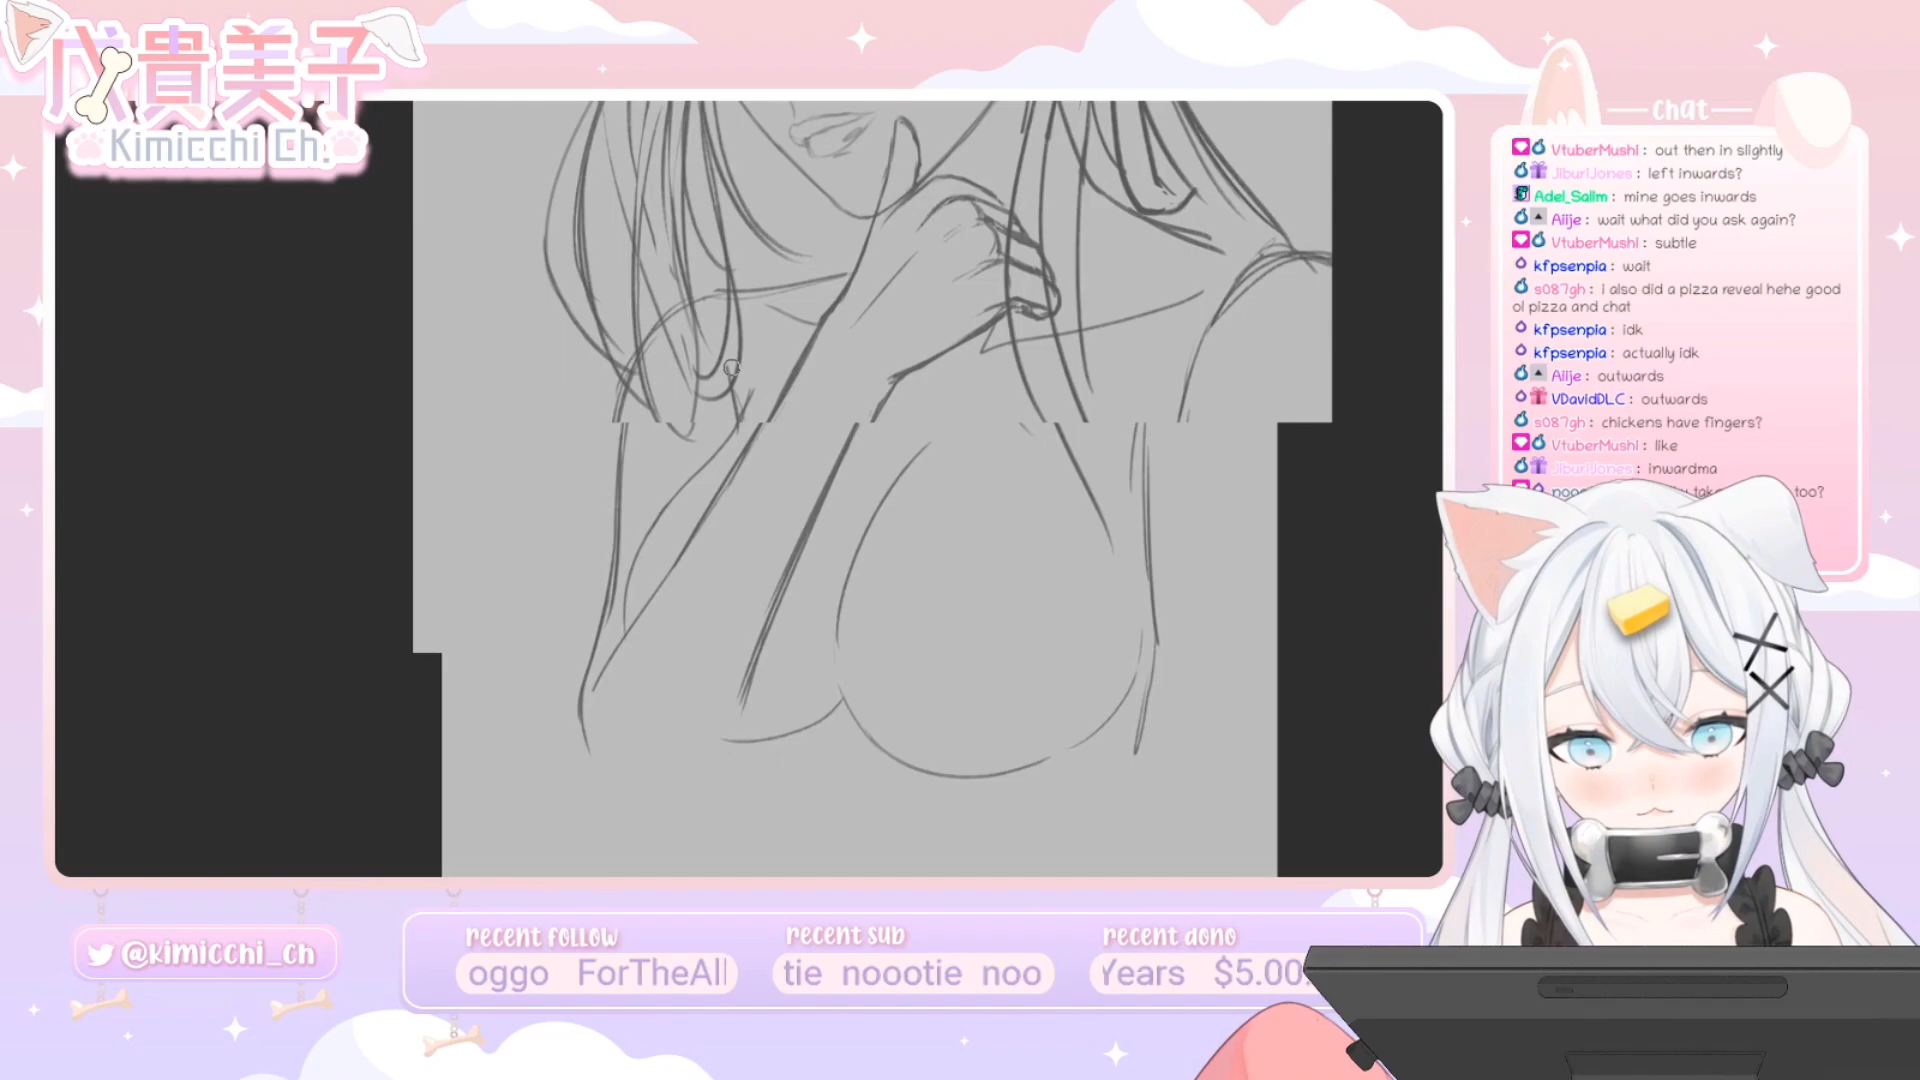 戌貴美子
Kimicchi Ch.
chat
VtuberMushI : out then in slightly
JiburiJones : left inwards?
Adel_Salim : mine goes inwards
Aiije : wait what did you ask again?
VtuberMushI : subtle
kfpsenpia : wait
s087gh : i also did a pizza reveal hehe good
ol pizza and chat
kfpsenpia : idk
kfpsenpia : actually idk
Aiije : outwards
VDavidDLC : outwards
s087gh : chickens have fingers?
VtuberMushI : like
JiburiJones : inwardma
too?
@kimicchi_ch
recent follow
oggo ForTheAll
recent sub
tie noootie noo
recent dono
Years $5.00